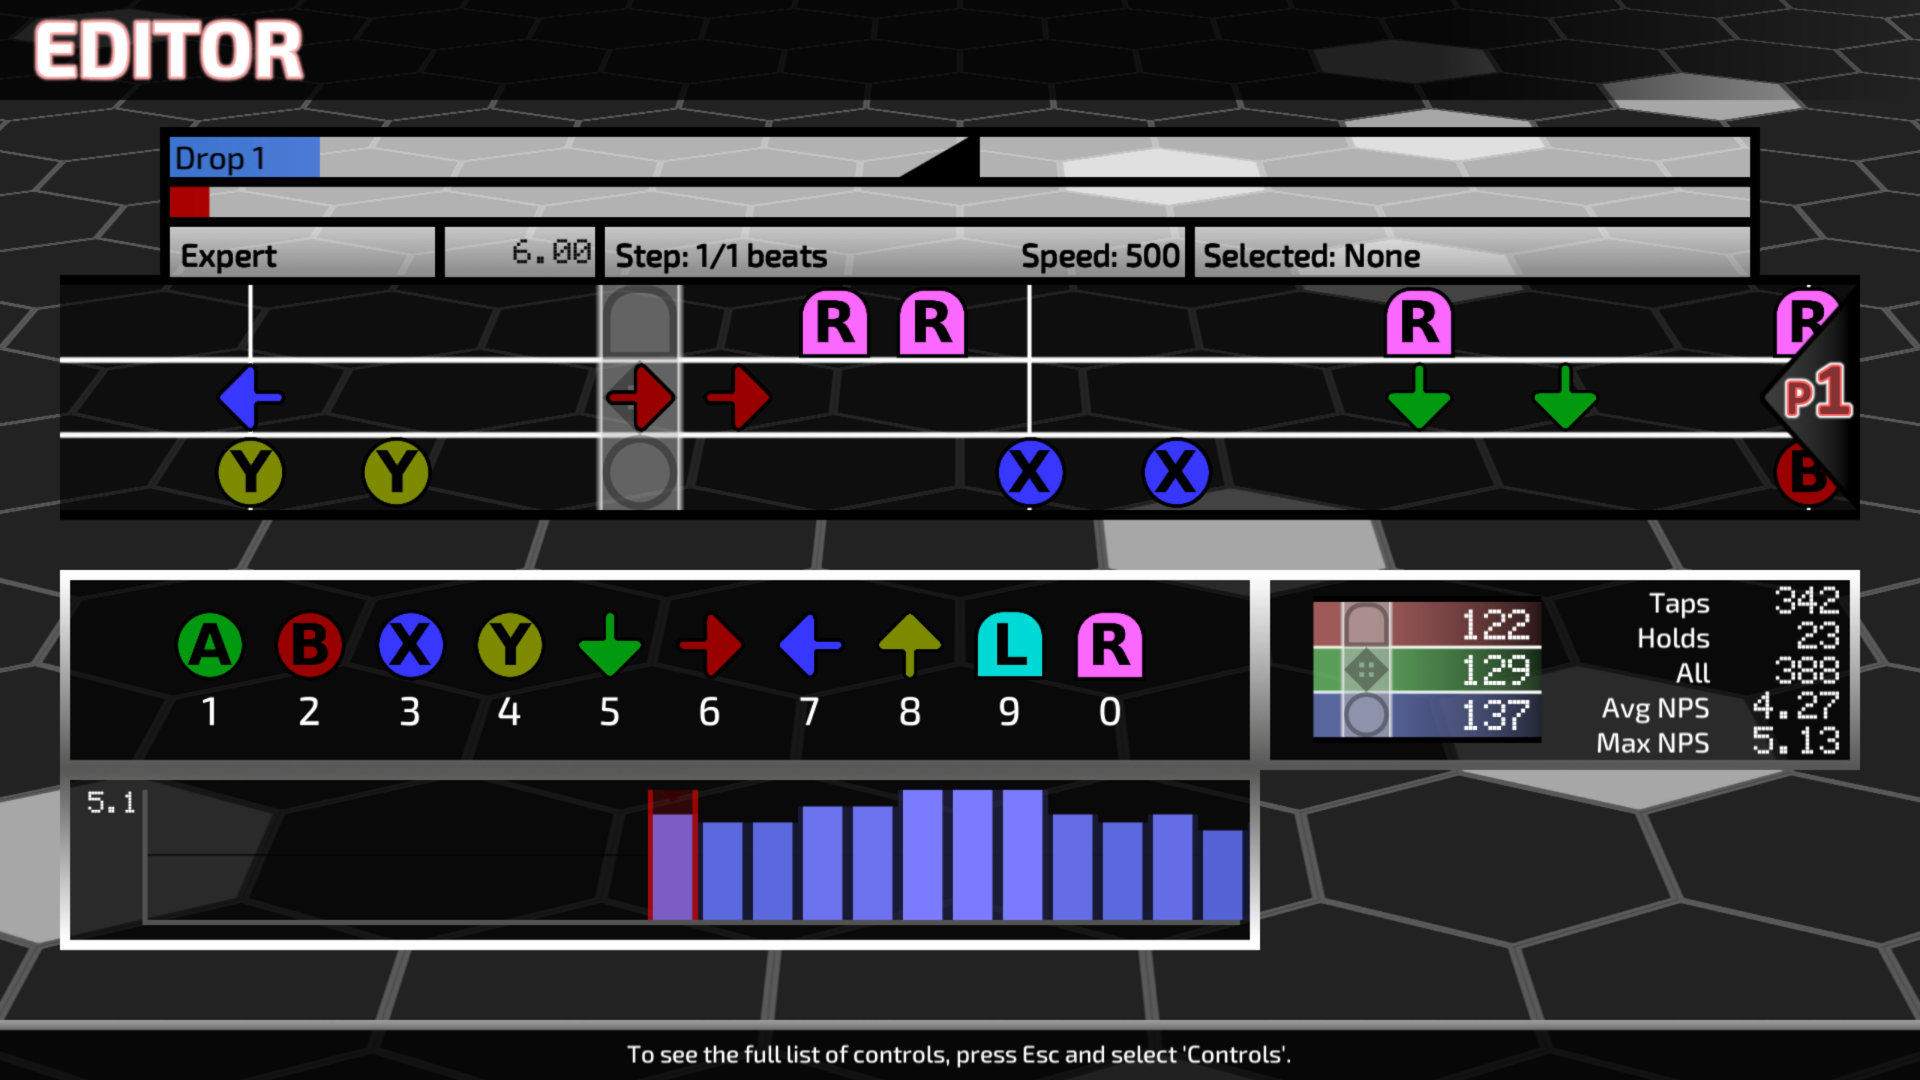 EDITOR
Drop 1
Expert
6.00
Step: 1/1 beats
Speed: 500
Selected: None
R R R R
P1
Y Y X X B
A B X Y L R
1 2 3 4 5 6 7 8 9 0
122
129
137
Taps 342
Holds 23
All 388
Avg NPS 4.27
Max NPS 5.13
5.1
To see the full list of controls, press Esc and select 'Controls'.